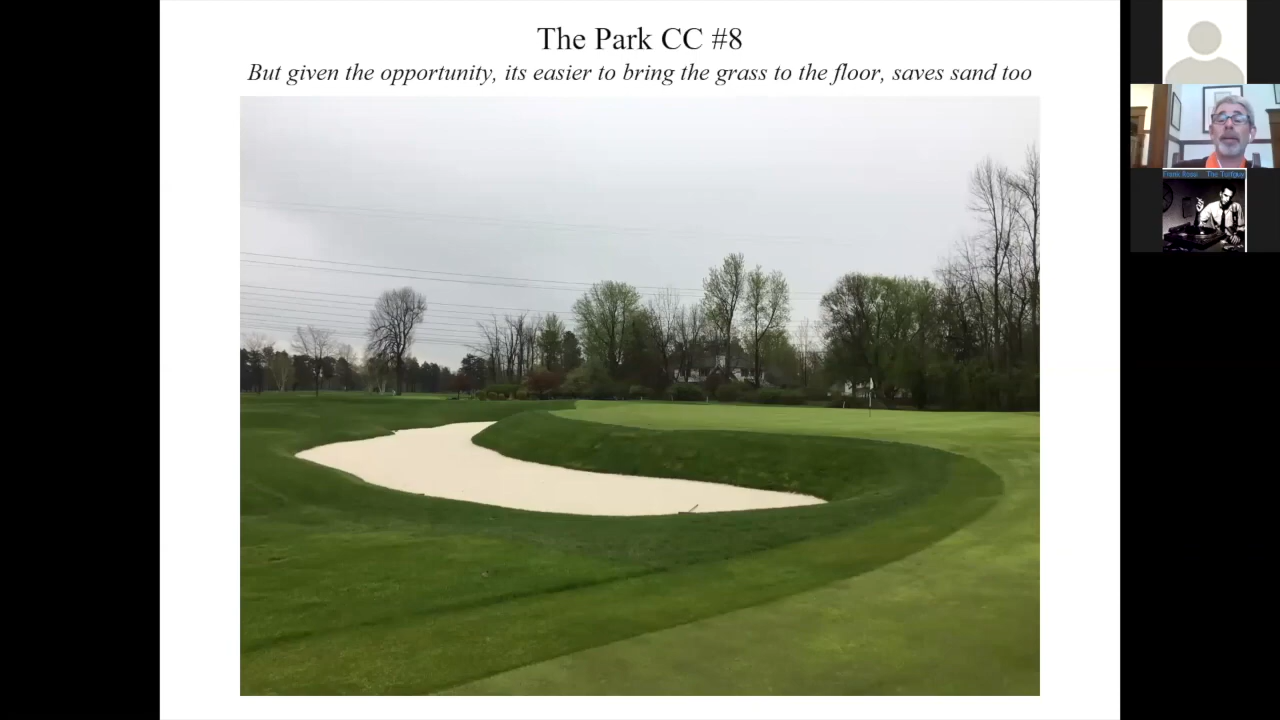 The Park CC #8
But given the opportunity, its easier to bring the grass to the floor, saves sand too
Frank Rossi The Turfguy